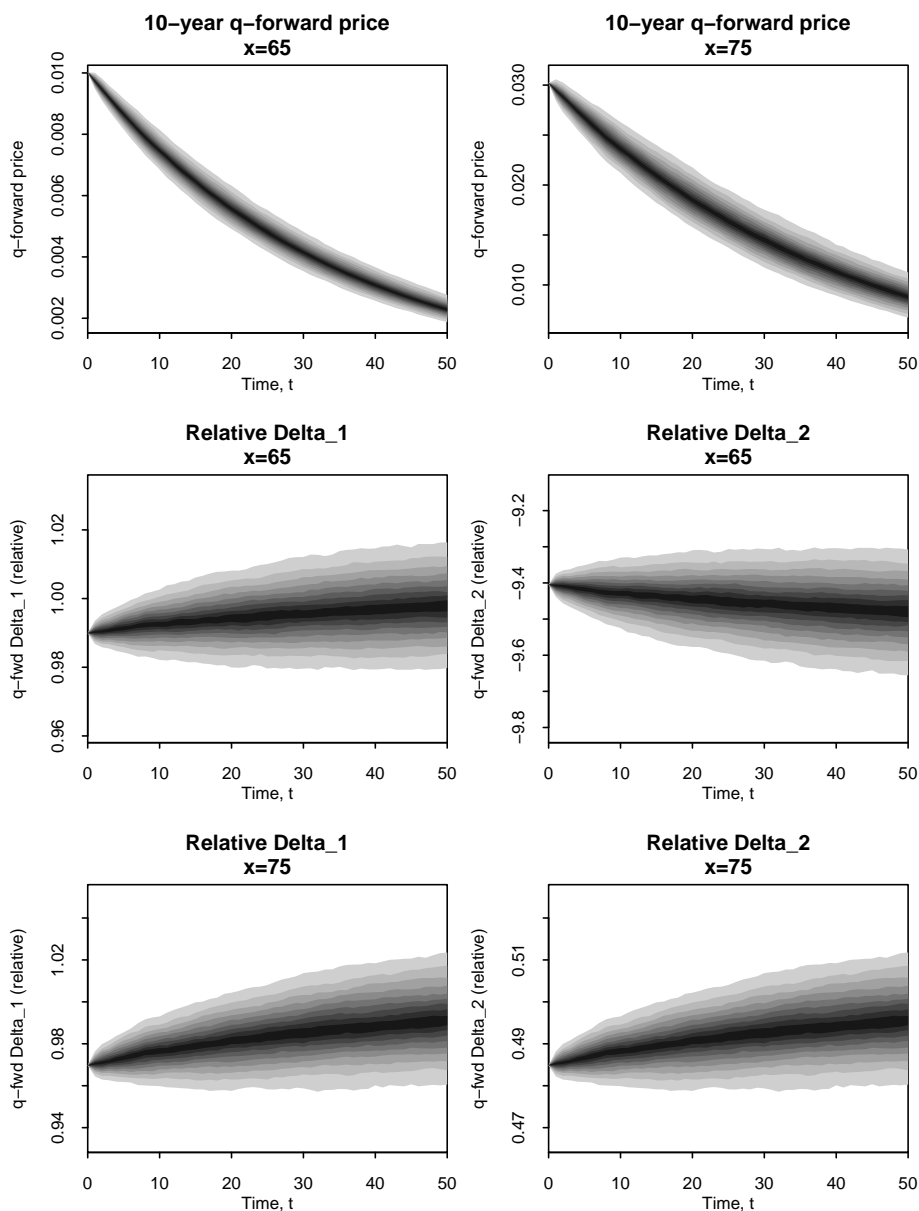 10−year q−forward price
x=65
q−forward price
0.002 0.004 0.006 0.008 0.010
0 10 20 30 40 50
Time, t
10−year q−forward price
x=75
q−forward price
0.010 0.020 0.030
0 10 20 30 40 50
Time, t
Relative Delta_1
x=65
q−fwd Delta_1 (relative)
0.96 0.98 1.00 1.02
0 10 20 30 40 50
Time, t
Relative Delta_2
x=65
q−fwd Delta_2 (relative)
−9.8 −9.6 −9.4 −9.2
0 10 20 30 40 50
Time, t
Relative Delta_1
x=75
q−fwd Delta_1 (relative)
0.94 0.98 1.02
0 10 20 30 40 50
Time, t
Relative Delta_2
x=75
q−fwd Delta_2 (relative)
0.47 0.49 0.51
0 10 20 30 40 50
Time, t